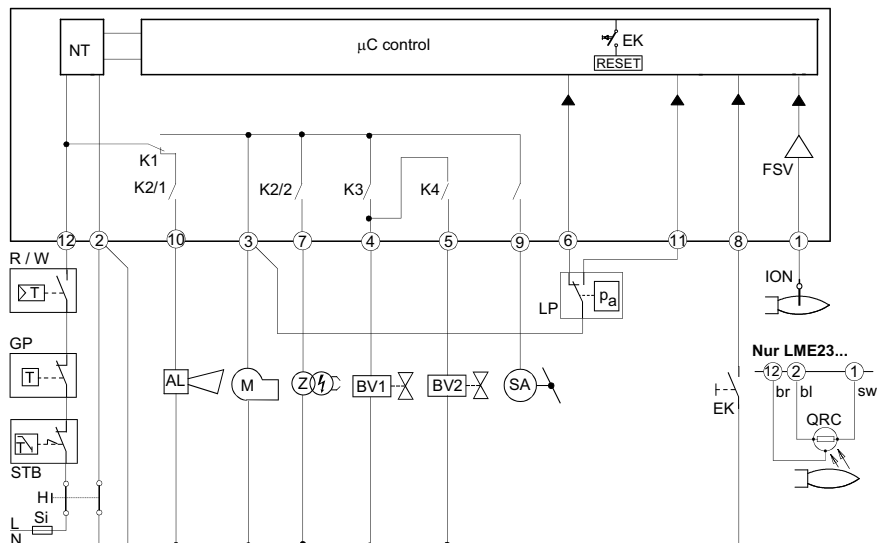 NT
µC control
EK
RESET
FSV
K1
K2/1
K2/2
K3
K4
12
2
10
3
7
4
5
9
6
11
8
1
R / W
T
GP
T
STB
T
H
L
Si
N
AL
M
Z
BV1
BV2
SA
LP
pa
EK
ION
Nur LME23...
12
2
1
br
bl
sw
QRC